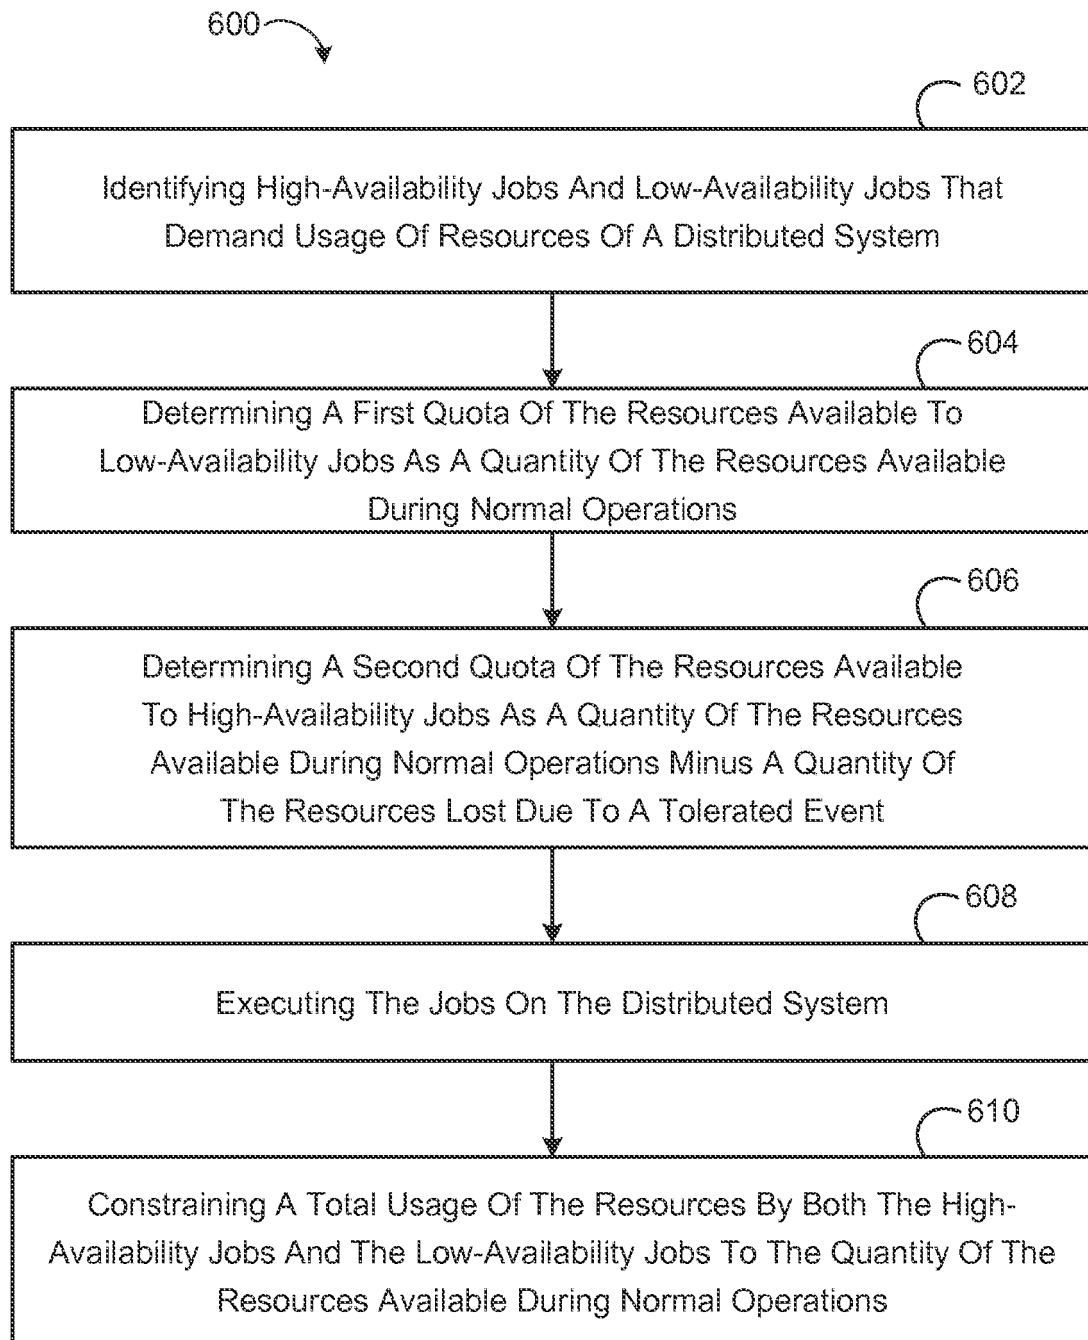 600
602
Identifying High-Availability Jobs And Low-Availability Jobs That
Demand Usage Of Resources Of A Distributed System
604
Determining A First Quota Of The Resources Available To
Low-Availability Jobs As A Quantity Of The Resources Available
During Normal Operations
606
Determining A Second Quota Of The Resources Available
To High-Availability Jobs As A Quantity Of The Resources
Available During Normal Operations Minus A Quantity Of
The Resources Lost Due To A Tolerated Event
608
Executing The Jobs On The Distributed System
610
Constraining A Total Usage Of The Resources By Both The High-
Availability Jobs And The Low-Availability Jobs To The Quantity Of The
Resources Available During Normal Operations